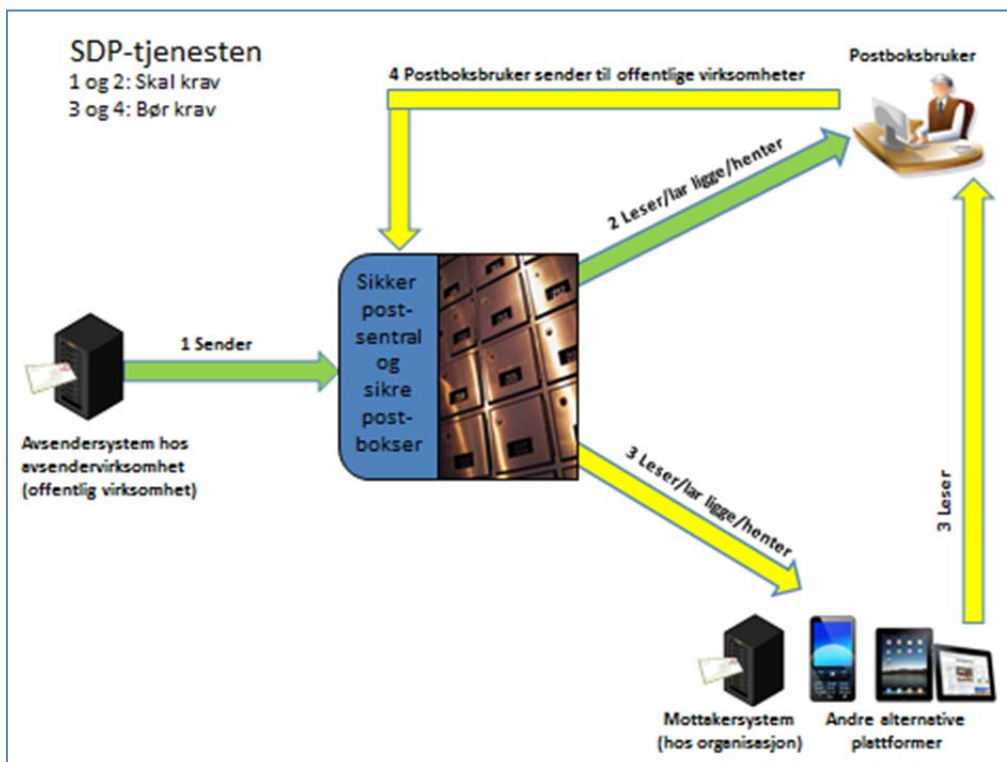 SDP-tjenesten
1 og 2: Skal krav
3 og 4: Bør krav
4 Postboksbruker sender til offentlige virksomheter
Postboksbruker
2 Leser/lar ligge/henter
1 Sender
Sikker
post-
sentral
og
sikre
post-
bokser
Avsendersystem hos
avsendervirksomhet
(offentlig virksomhet)
3 Leser/lar ligge/henter
3 Leser
Mottakersystem
(hos organisasjon)
Andre alternative
plattformer